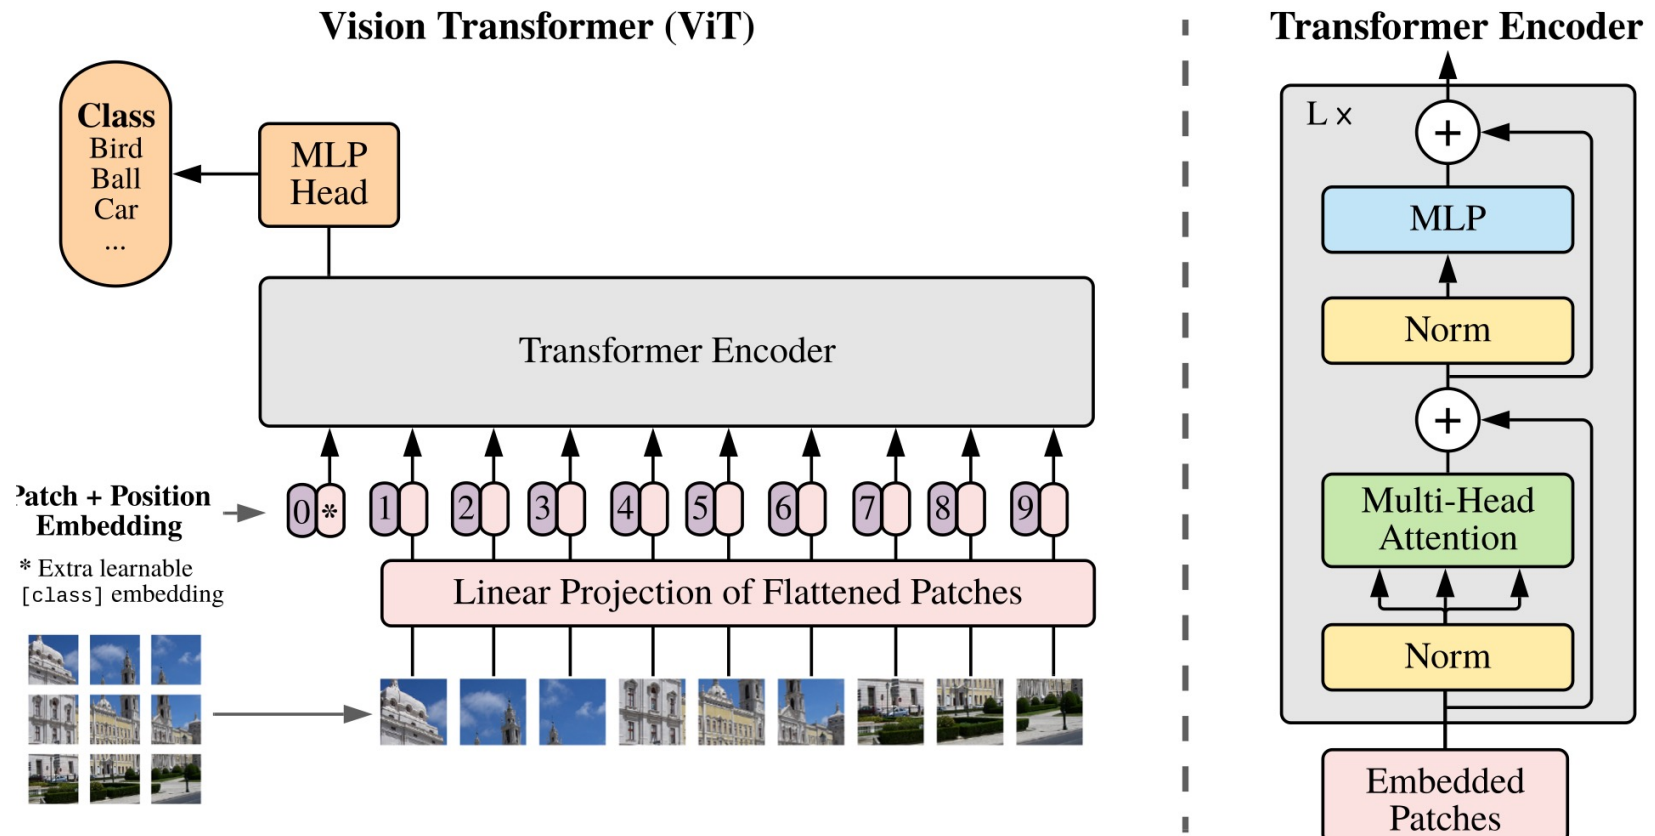 Vision Transformer (ViT)
Class
Bird
Ball
Car
...
MLP
Head
Transformer Encoder
Patch + Position
Embedding
0 * 1 2 3 4 5 6 7 8 9
* Extra learnable
[class] embedding
Linear Projection of Flattened Patches
Transformer Encoder
L x
+
MLP
Norm
+
Multi-Head
Attention
Norm
Embedded
Patches